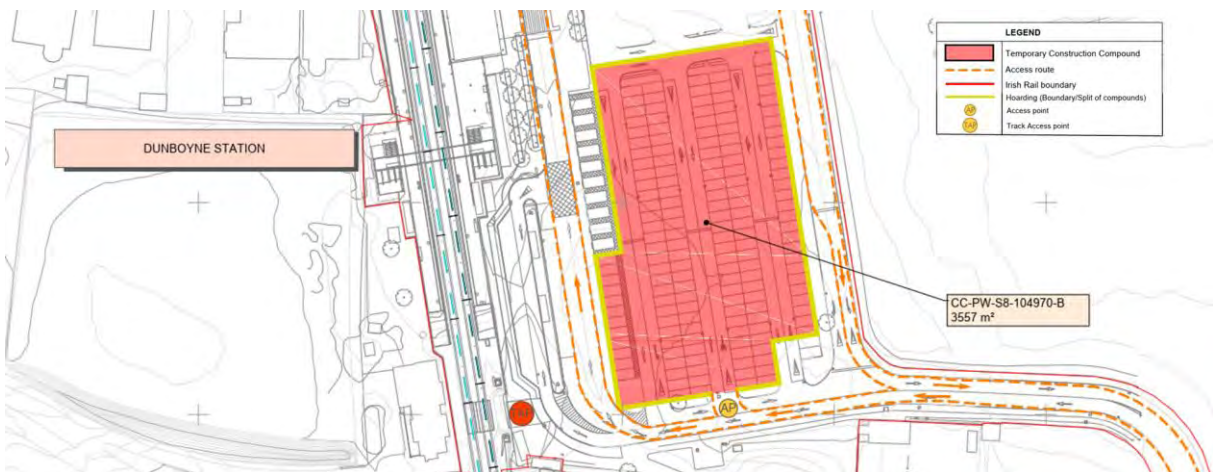 LEGEND
Temporary Construction Compound
Access route
Irish Rail boundary
Hoarding (Boundary/Split of compounds)
AP
Access point
TAP
Track Access point
DUNBOYNE STATION
CC-PW-S8-104970-B
3557 m²
TAP
AP